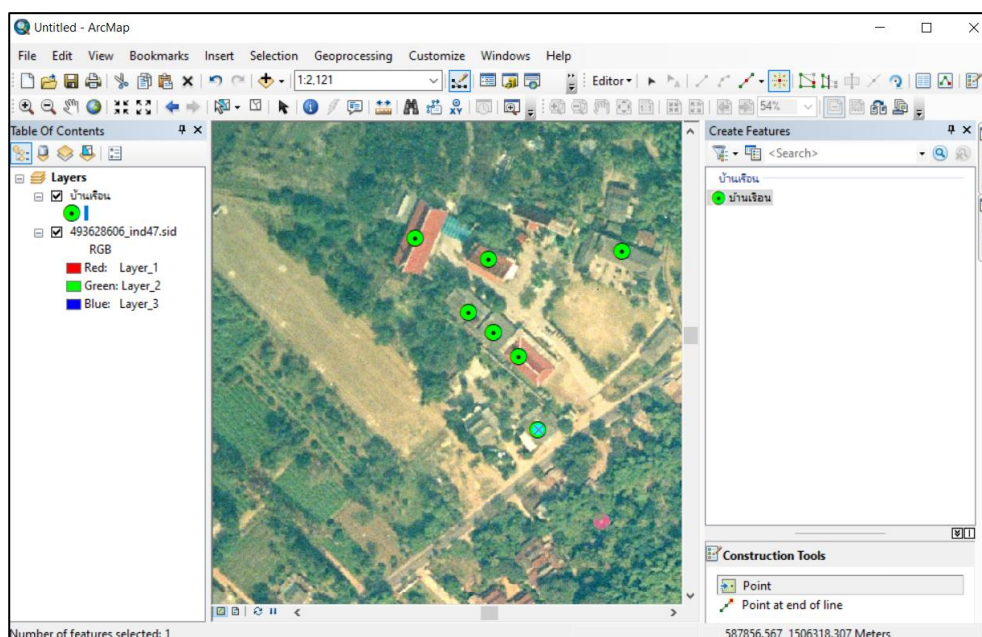 Untitled - ArcMap
File Edit View Bookmarks Insert Selection Geoprocessing Customize Windows Help
1:2,121
Editor
54%
Table Of Contents
Layers
บ้านเรือน
493628606_ind47.sid
RGB
Red: Layer_1
Green: Layer_2
Blue: Layer_3
Create Features
<Search>
บ้านเรือน
บ้านเรือน
Construction Tools
Point
Point at end of line
Number of features selected: 1
587856.567 1506318.307 Meters